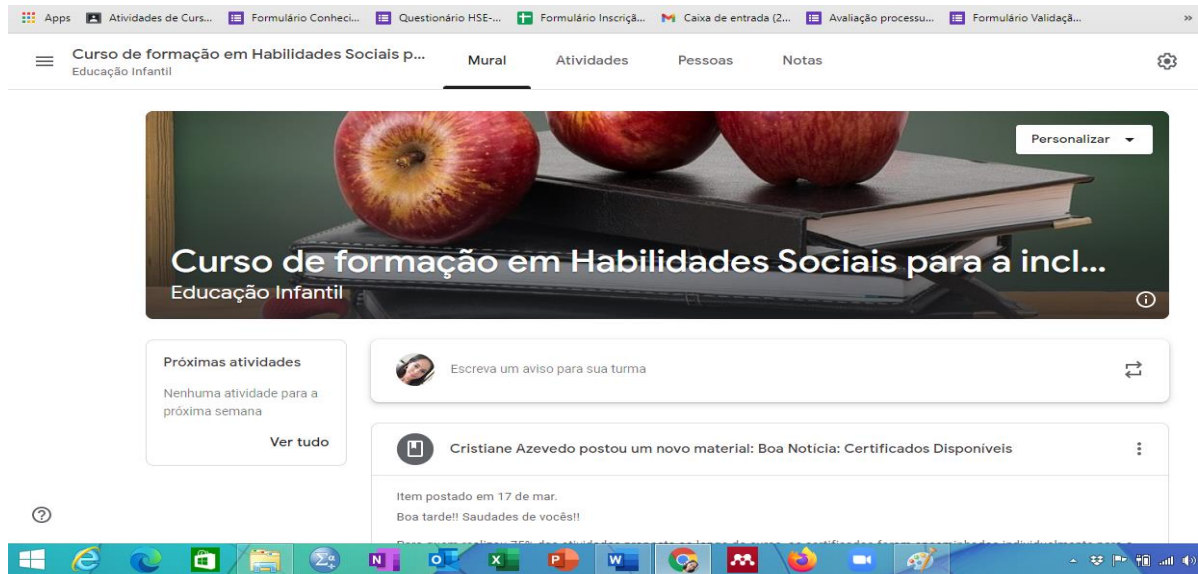 Apps Atividades de Curs... Formulário Conheci... Questionário HSE-... Formulário Inscriçã... Caixa de entrada (2... Avaliação processu... Formulário Validaçã... »
Curso de formação em Habilidades Sociais p...
Educação Infantil
Mural Atividades Pessoas Notas
Personalizar
Curso de formação em Habilidades Sociais para a incl...
Educação Infantil
Próximas atividades
Nenhuma atividade para a
próxima semana
Ver tudo
Escreva um aviso para sua turma
Cristiane Azevedo postou um novo material: Boa Notícia: Certificados Disponíveis
Item postado em 17 de mar.
Boa tarde!! Saudades de vocês!!